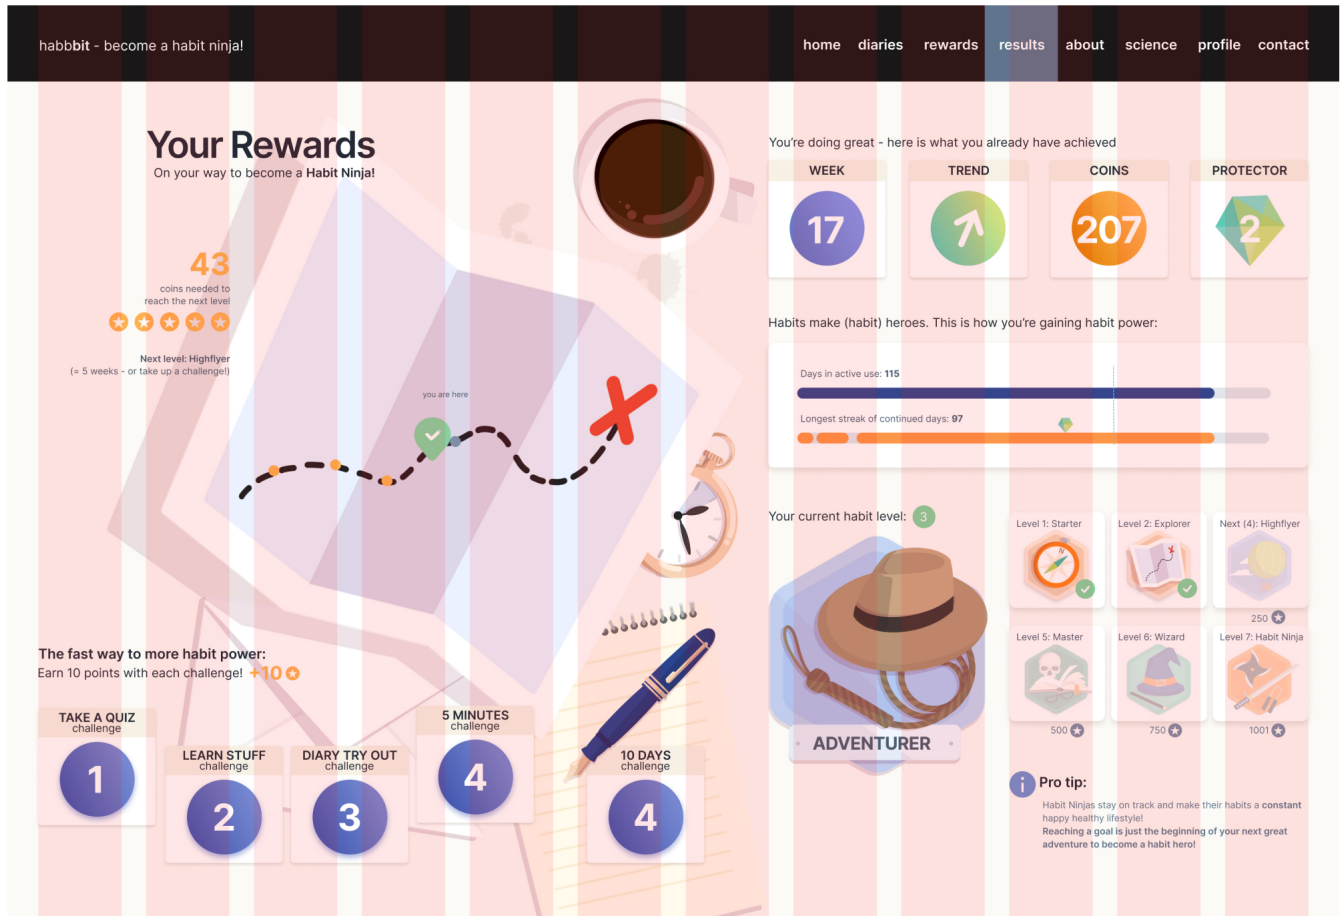 habbbit - become a habit ninja!
home diaries rewards results about science profile contact
Your Rewards
On your way to become a Habit Ninja!
43
coins needed to
reach the next level
Next level: Highflyer
(= 5 weeks - or take up a challenge!)
you are here
The fast way to more habit power:
Earn 10 points with each challenge! +10
TAKE A QUIZ
challenge
1
LEARN STUFF
challenge
2
DIARY TRY OUT
challenge
3
5 MINUTES
challenge
4
10 DAYS
challenge
4
You're doing great - here is what you already have achieved
WEEK
17
TREND
COINS
207
PROTECTOR
2
Habits make (habit) heroes. This is how you're gaining habit power:
Days in active use: 115
Longest streak of continued days: 97
Your current habit level: 3
ADVENTURER
Level 1: Starter
N
Level 2: Explorer
Next (4): Highflyer
250
Level 5: Master
500
Level 6: Wizard
750
Level 7: Habit Ninja
1001
i Pro tip:
Habit Ninjas stay on track and make their habits a constant
happy healthy lifestyle!
Reaching a goal is just the beginning of your next great
adventure to become a habit hero!